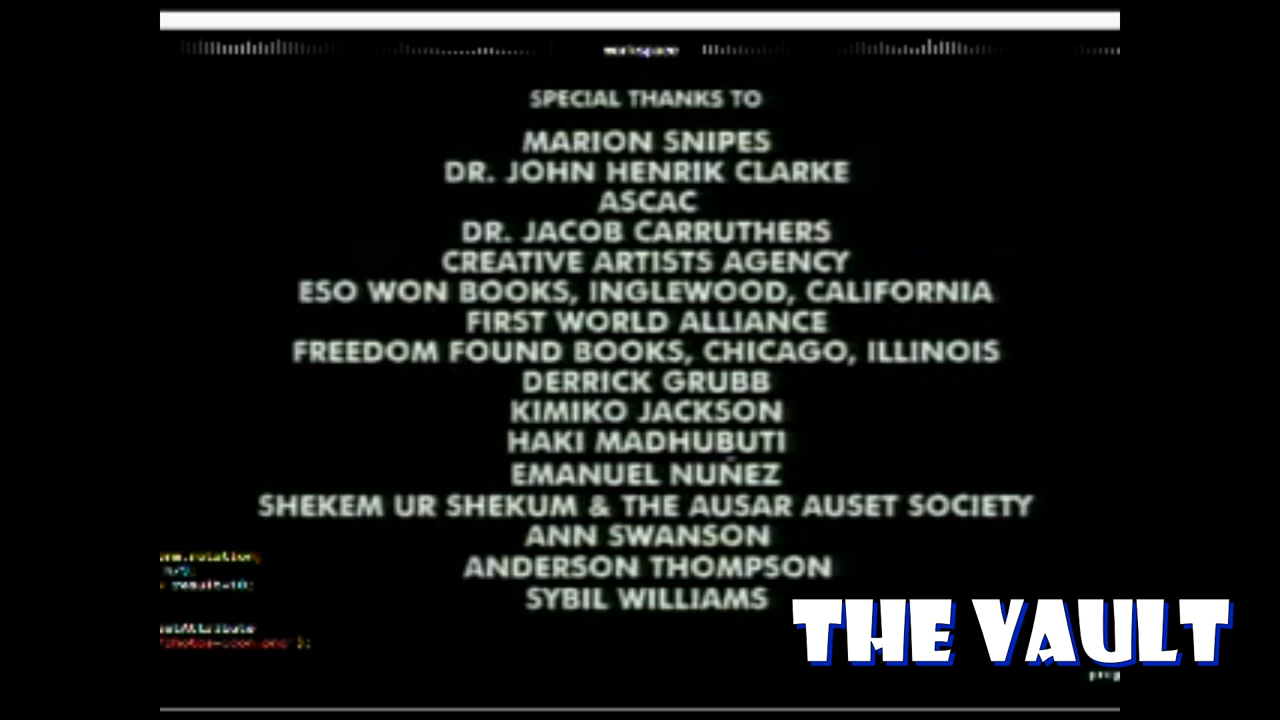 workspace
SPECIAL THANKS TO
MARION SNIPES
DR. JOHN HENRIK CLARKE
ASCAC
DR. JACOB CARRUTHERS
CREATIVE ARTISTS AGENCY
ESO WON BOOKS, INGLEWOOD, CALIFORNIA
FIRST WORLD ALLIANCE
FREEDOM FOUND BOOKS, CHICAGO, ILLINOIS
DERRICK GRUBB
KIMIKO JACKSON
HAKI MADHUBUTI
EMANUEL NUÑEZ
SHEKEM UR SHEKUM & THE AUSAR AUSET SOCIETY
ANN SWANSON
ANDERSON THOMPSON
SYBIL WILLIAMS
THE VAULT